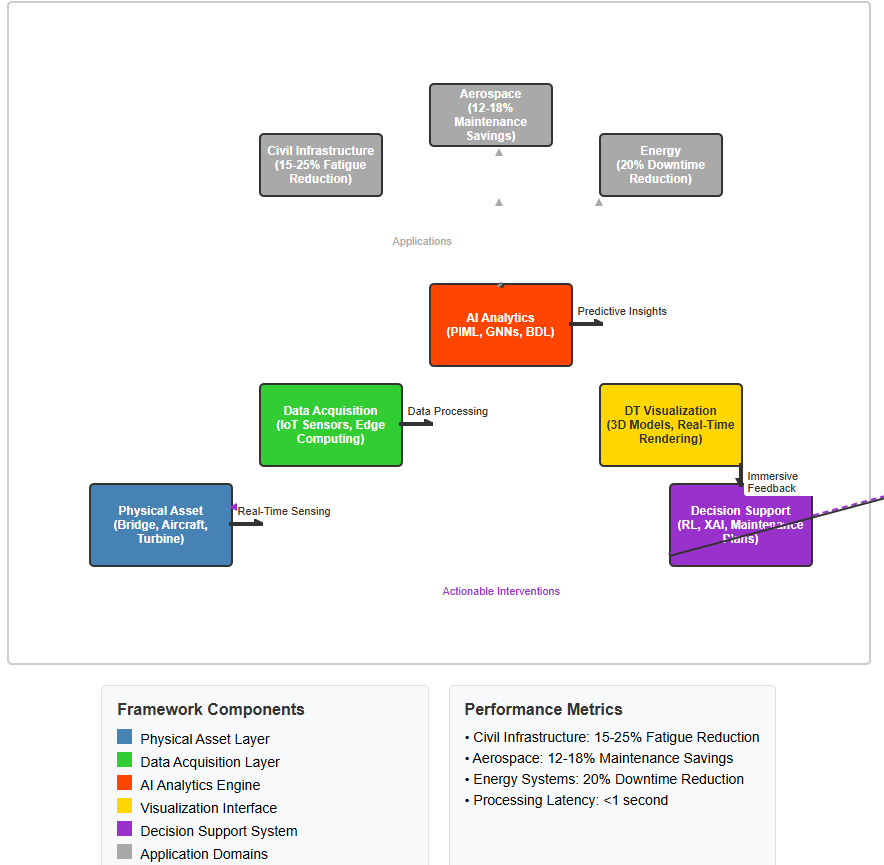 Aerospace
(12-18%
Maintenance
Savings)
Civil Infrastructure
(15-25% Fatigue
Reduction)
Energy
(20% Downtime
Reduction)
Applications
AI Analytics
(PIML, GNNs, BDL)
Predictive Insights
Data Acquisition
(IoT Sensors, Edge
Computing)
Data Processing
DT Visualization
(3D Models, Real-Time
Rendering)
Immersive
Feedback
Physical Asset
(Bridge, Aircraft,
Turbine)
Real-Time Sensing
Decision Support
(RL, XAI, Maintenance
Plans)
Actionable Interventions
Framework Components
Physical Asset Layer
Data Acquisition Layer
AI Analytics Engine
Visualization Interface
Decision Support System
Application Domains
Performance Metrics
• Civil Infrastructure: 15-25% Fatigue Reduction
• Aerospace: 12-18% Maintenance Savings
• Energy Systems: 20% Downtime Reduction
• Processing Latency: <1 second